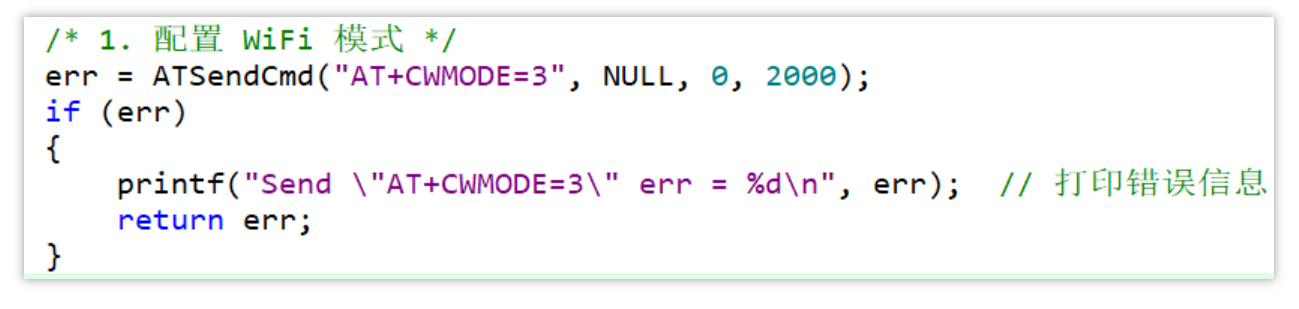 /* 1. 配置 WiFi 模式 */
err = ATSendCmd("AT+CWMODE=3", NULL, 0, 2000);
if (err)
{
    printf("Send \"AT+CWMODE=3\" err = %d\n", err);  // 打印错误信息
    return err;
}